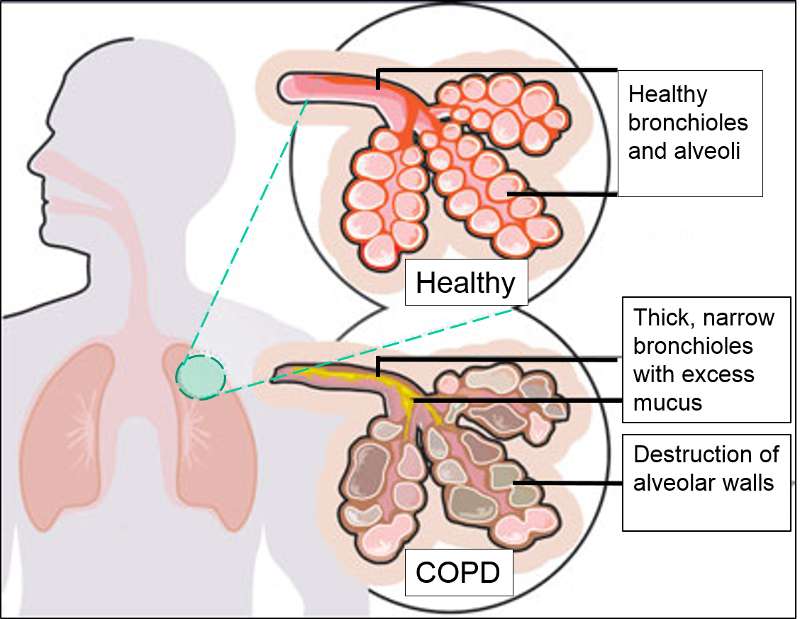 Healthy
bronchioles
and alveoli
Healthy
Thick, narrow
bronchioles
with excess
mucus
Destruction of
alveolar walls
COPD